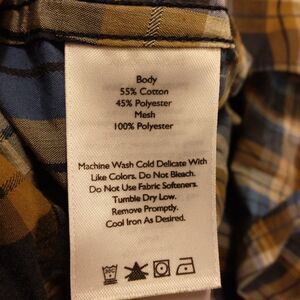 Body
55% Cotton
45% Polyester
Mesh
100% Polyester
Machine Wash Cold Delicate With
Like Colors. Do Not Bleach.
Do Not Use Fabric Softeners.
Tumble Dry Low.
Remove Promptly.
Cool Iron As Desired.